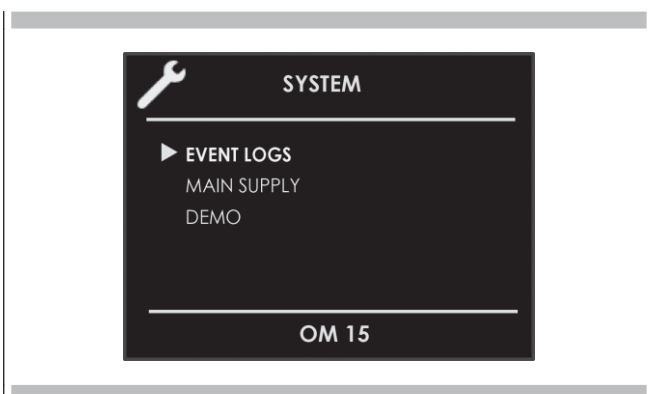 SYSTEM
EVENT LOGS
MAIN SUPPLY
DEMO
OM 15